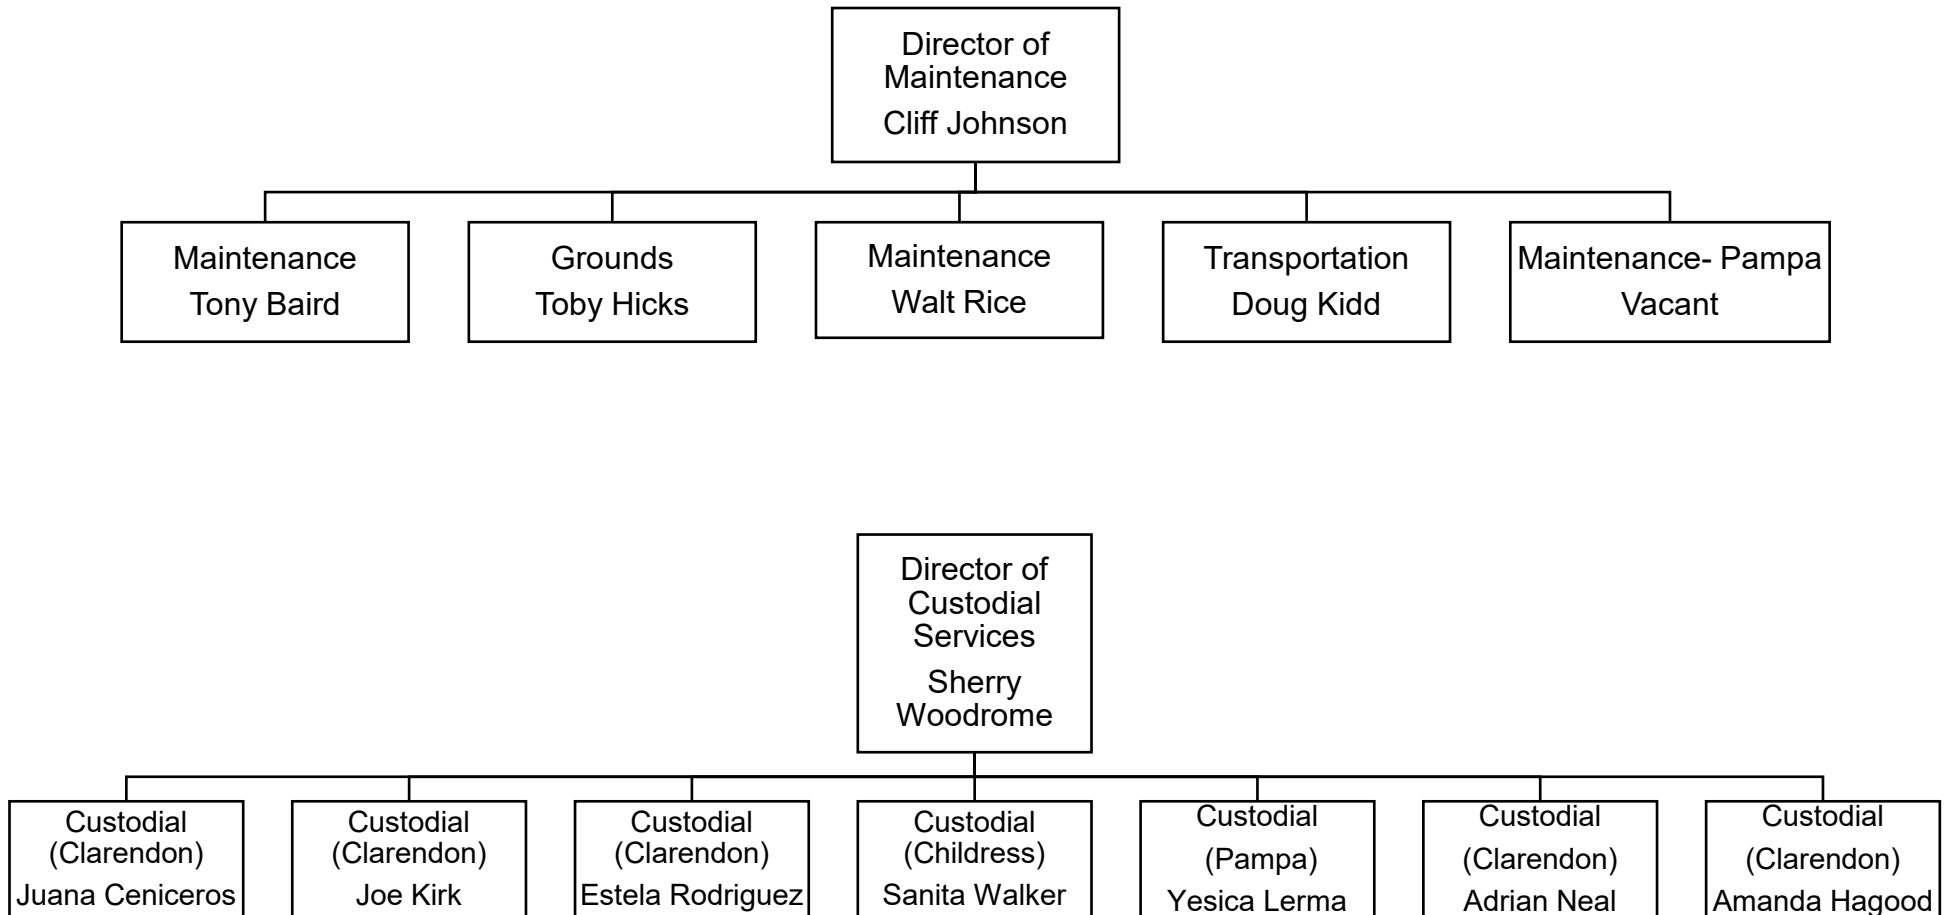 Director of
Maintenance
Cliff Johnson
Maintenance
Tony Baird
Grounds
Toby Hicks
Maintenance
Walt Rice
Transportation
Doug Kidd
Maintenance- Pampa
Vacant
Director of
Custodial
Services
Sherry
Woodrome
Custodial
(Clarendon)
Juana Ceniceros
Custodial
(Clarendon)
Joe Kirk
Custodial
(Clarendon)
Estela Rodriguez
Custodial
(Childress)
Sanita Walker
Custodial
(Pampa)
Yesica Lerma
Custodial
(Clarendon)
Adrian Neal
Custodial
(Clarendon)
Amanda Hagood